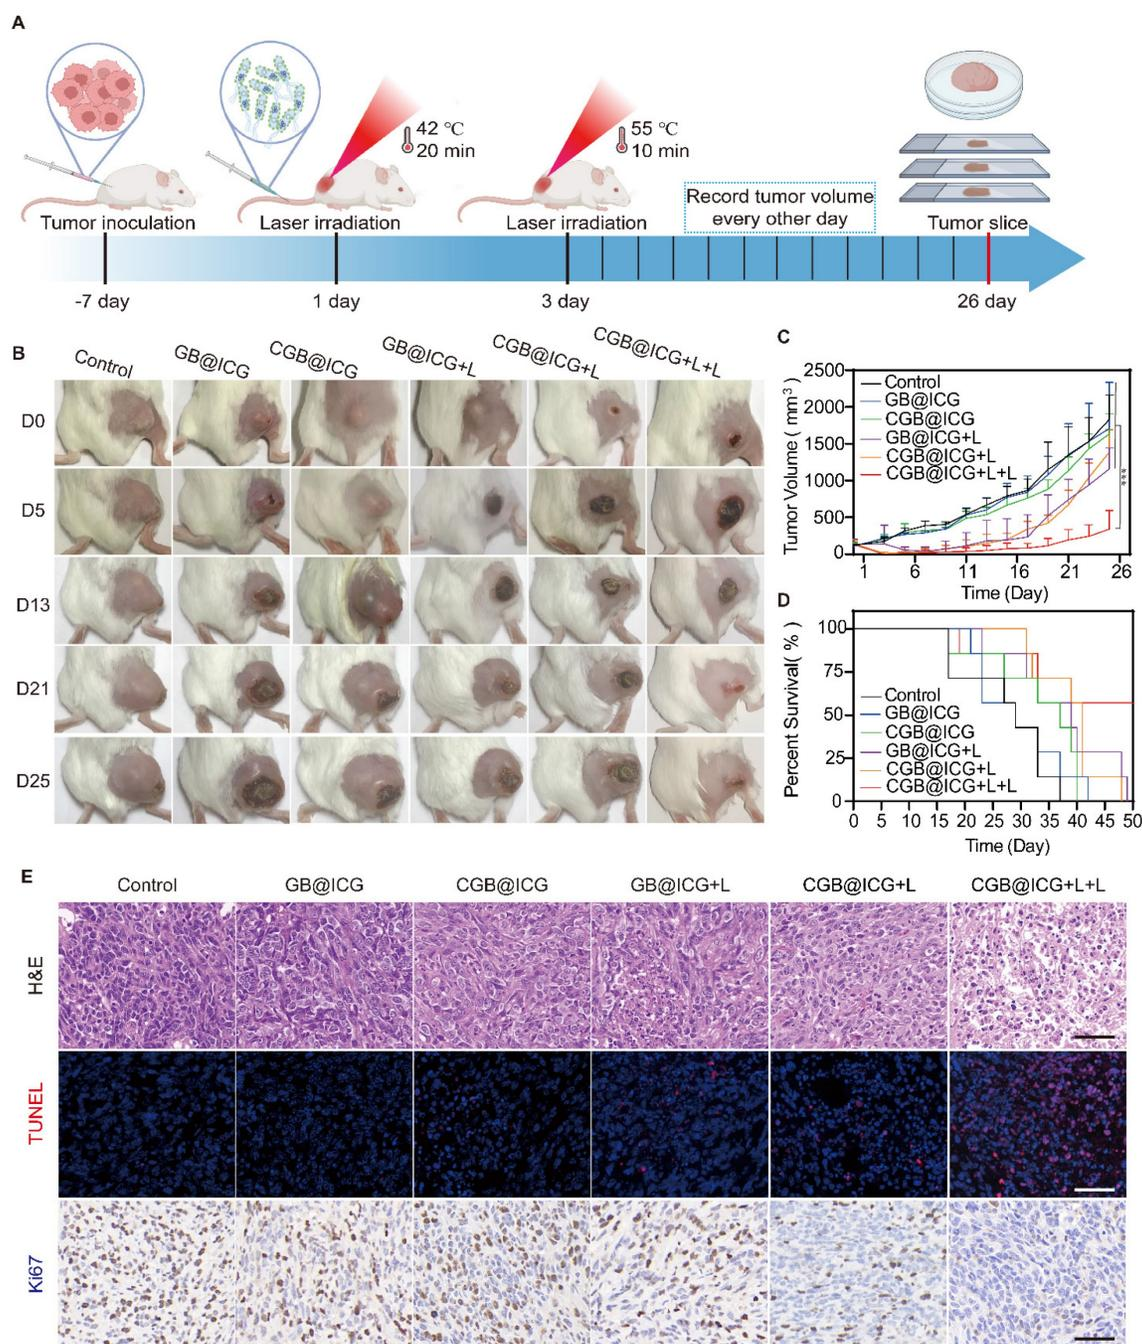 A
42 ℃
20 min
55 ℃
10 min
Record tumor volume
every other day
Tumor inoculation
Laser irradiation
Laser irradiation
Tumor slice
-7 day
1 day
3 day
26 day
B
Control
GB@ICG
CGB@ICG
GB@ICG+L
CGB@ICG+L
CGB@ICG+L+L
D0
D5
D13
D21
D25
C
Tumor Volume ( mm³ )
2500
2000
1500
1000
500
0
Control
GB@ICG
CGB@ICG
GB@ICG+L
CGB@ICG+L
CGB@ICG+L+L
***
1 6 11 16 21 26
Time (Day)
D
Percent Survival( % )
100
75
50
25
0
Control
GB@ICG
CGB@ICG
GB@ICG+L
CGB@ICG+L
CGB@ICG+L+L
0 5 10 15 20 25 30 35 40 45 50
Time (Day)
E
Control
GB@ICG
CGB@ICG
GB@ICG+L
CGB@ICG+L
CGB@ICG+L+L
H&E
TUNEL
Ki67